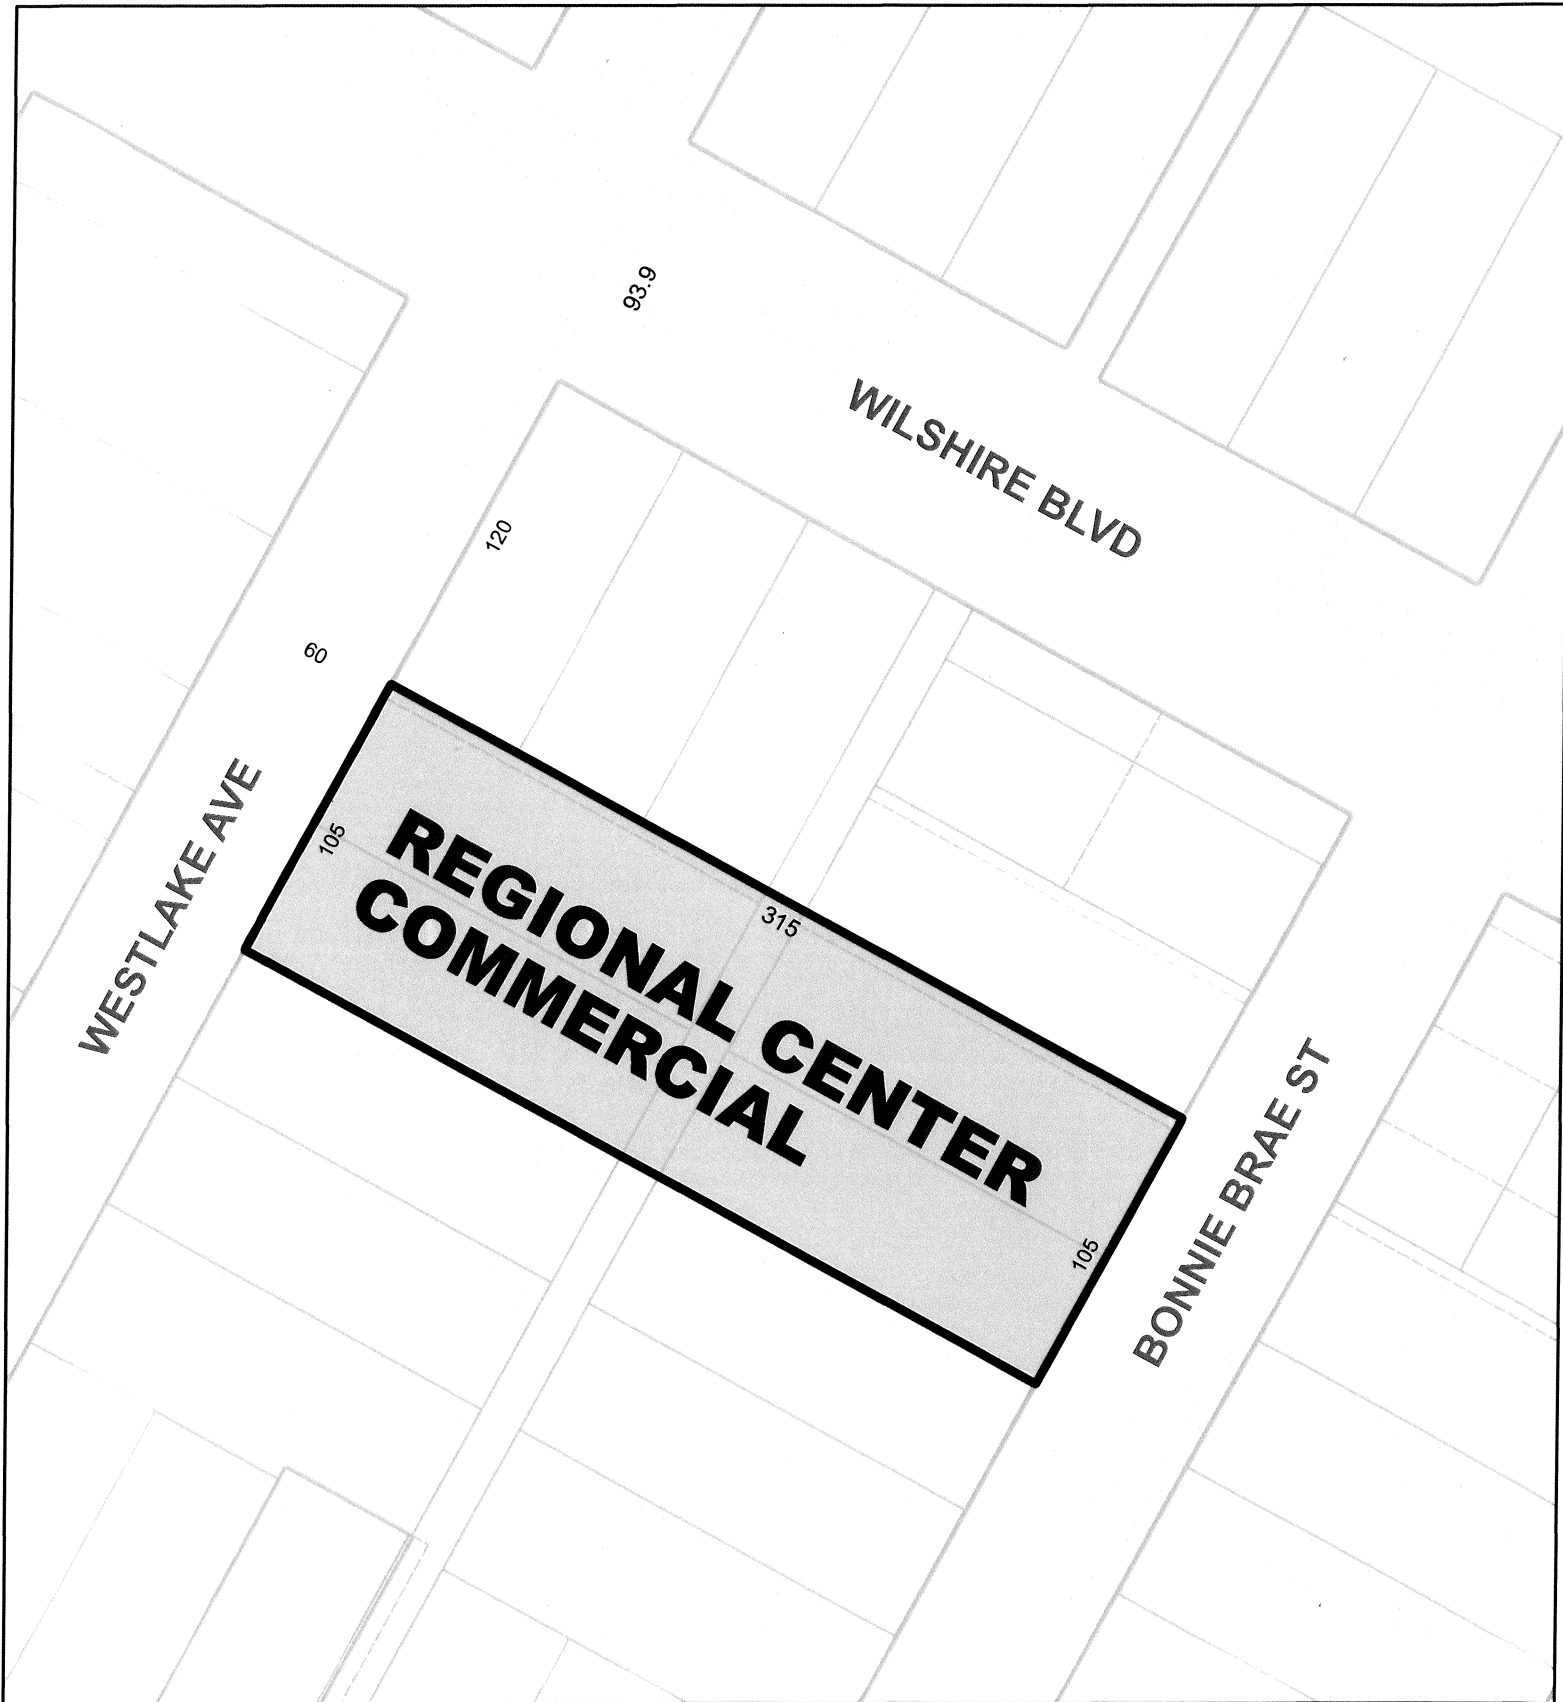 93.9
WILSHIRE BLVD
120
60
WESTLAKE AVE
105
REGIONAL CENTER
COMMERCIAL
315
105
BONNIE BRAE ST